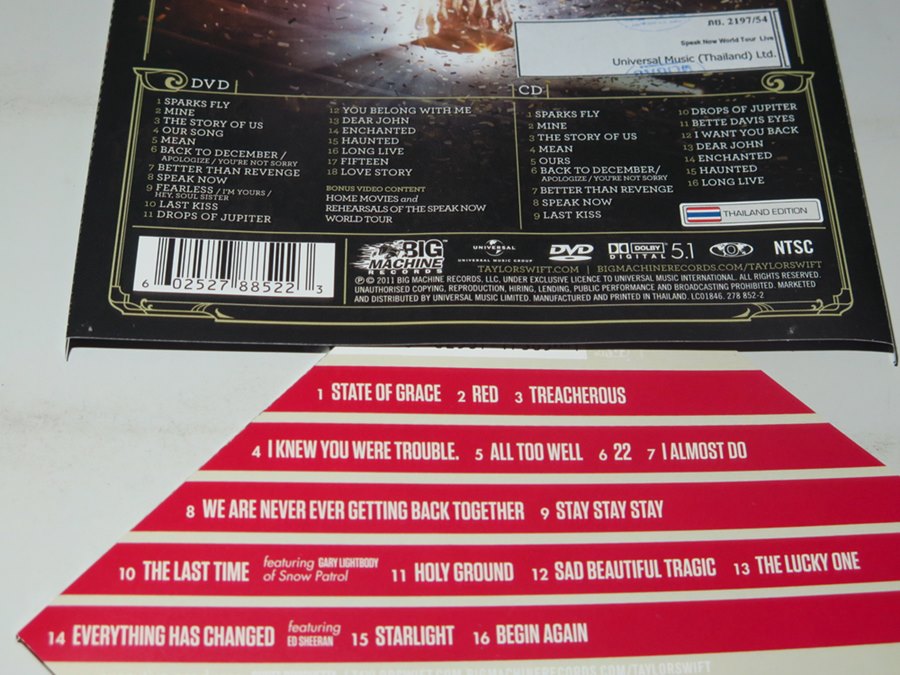 ภย. 2197/54
Speak Now World Tour Live
Universal Music (Thailand) Ltd.
DVD
1 SPARKS FLY
2 MINE
3 THE STORY OF US
4 OUR SONG
5 MEAN
6 BACK TO DECEMBER /
APOLOGIZE / YOU'RE NOT SORRY
7 BETTER THAN REVENGE
8 SPEAK NOW
9 FEARLESS / I'M YOURS /
HEY, SOUL SISTER
10 LAST KISS
11 DROPS OF JUPITER
12 YOU BELONG WITH ME
13 DEAR JOHN
14 ENCHANTED
15 HAUNTED
16 LONG LIVE
17 FIFTEEN
18 LOVE STORY
BONUS VIDEO CONTENT
HOME MOVIES and
REHEARSALS OF THE SPEAK NOW
WORLD TOUR
CD
1 SPARKS FLY
2 MINE
3 THE STORY OF US
4 MEAN
5 OURS
6 BACK TO DECEMBER /
APOLOGIZE / YOU'RE NOT SORRY
7 BETTER THAN REVENGE
8 SPEAK NOW
9 LAST KISS
10 DROPS OF JUPITER
11 BETTE DAVIS EYES
12 I WANT YOU BACK
13 DEAR JOHN
14 ENCHANTED
15 HAUNTED
16 LONG LIVE
THAILAND EDITION
6 02527 88522 3
BIG MACHINE RECORDS
UNIVERSAL
UNIVERSAL MUSIC GROUP
DVD VIDEO
DOLBY DIGITAL 5.1
NTSC
TAYLORSWIFT.COM | BIGMACHINERECORDS.COM/TAYLORSWIFT
℗ © 2011 BIG MACHINE RECORDS, LLC, UNDER EXCLUSIVE LICENCE TO UNIVERSAL MUSIC INTERNATIONAL. ALL RIGHTS RESERVED.
UNAUTHORISED COPYING, REPRODUCTION, HIRING, LENDING, PUBLIC PERFORMANCE AND BROADCASTING PROHIBITED. MARKETED
AND DISTRIBUTED BY UNIVERSAL MUSIC LIMITED. MANUFACTURED AND PRINTED IN THAILAND. LC01846. 278 852-2
1 STATE OF GRACE 2 RED 3 TREACHEROUS
4 I KNEW YOU WERE TROUBLE. 5 ALL TOO WELL 6 22 7 I ALMOST DO
8 WE ARE NEVER EVER GETTING BACK TOGETHER 9 STAY STAY STAY
10 THE LAST TIME featuring GARY LIGHTBODY of Snow Patrol 11 HOLY GROUND 12 SAD BEAUTIFUL TRAGIC 13 THE LUCKY ONE
14 EVERYTHING HAS CHANGED featuring ED SHEERAN 15 STARLIGHT 16 BEGIN AGAIN
BIGMACHINERECORDS.COM/TAYLORSWIFT